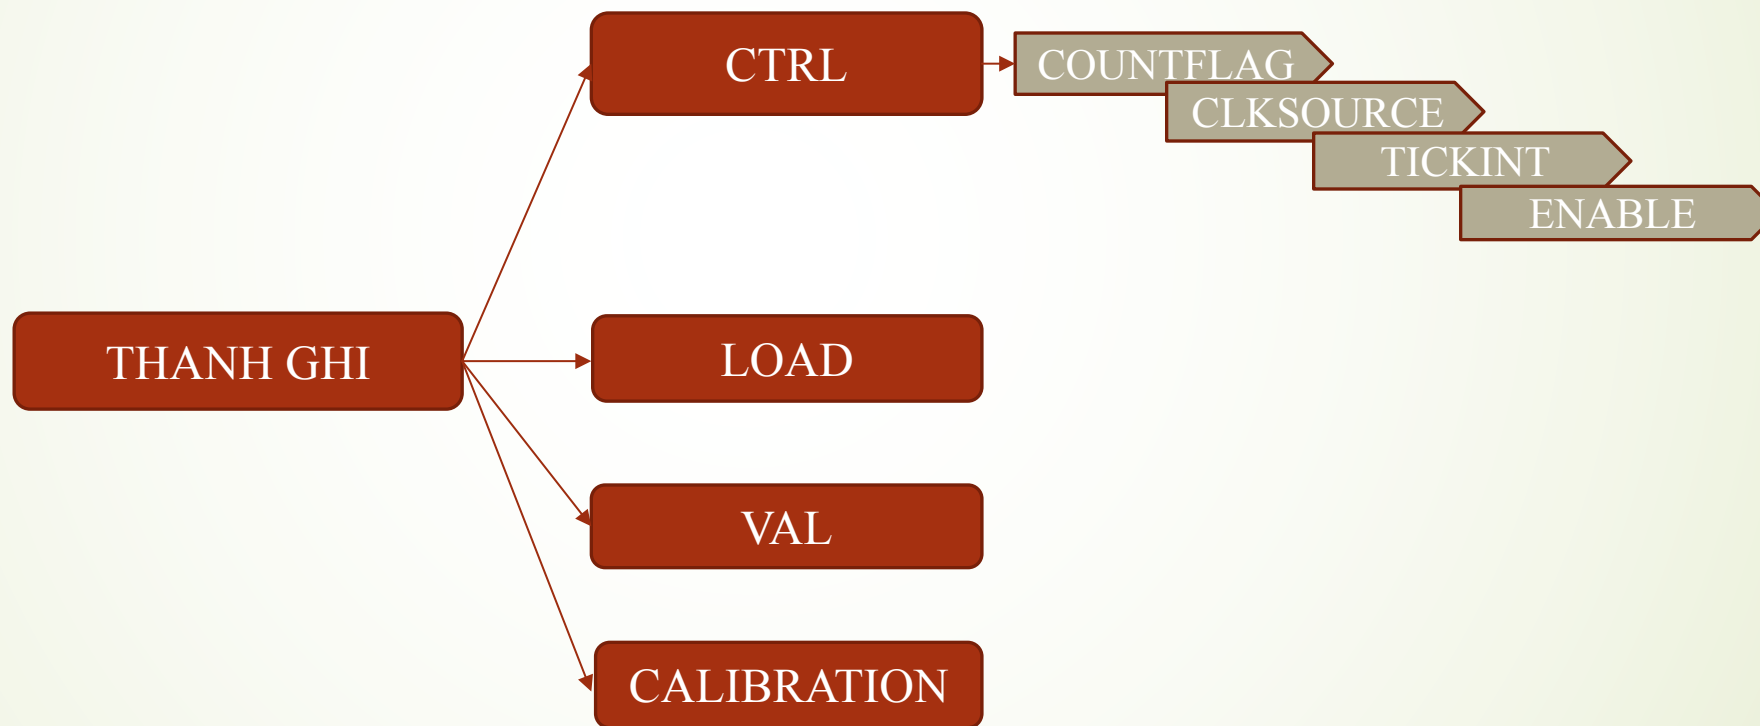 CTRL
COUNTFLAG
CLKSOURCE
TICKINT
ENABLE
THANH GHI
LOAD
VAL
CALIBRATION